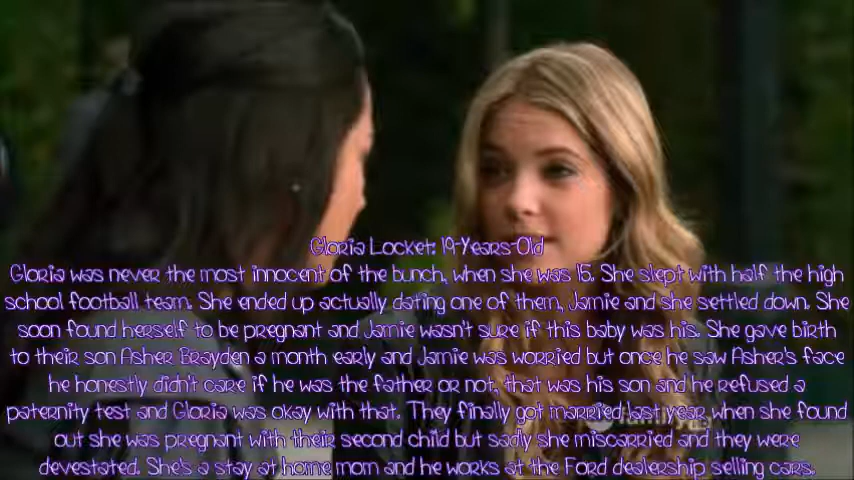 Gloria Locket: 19-Years-Old
Gloria was never the most innocent of the bunch, when she was 15. She slept with half the high
school football team. She ended up actually dating one of them, Jamie and she settled down. She
soon found herself to be pregnant and Jamie wasn't sure if this baby was his. She gave birth
to their son Asher Brayden a month early and Jamie was worried but once he saw Asher's face
he honestly didn't care if he was the father or not, that was his son and he refused a
paternity test and Gloria was okay with that. They finally got married last year when she found
out she was pregnant with their second child but sadly she miscarried and they were
devestated. She's a stay at home mom and he works at the Ford dealership selling cars.